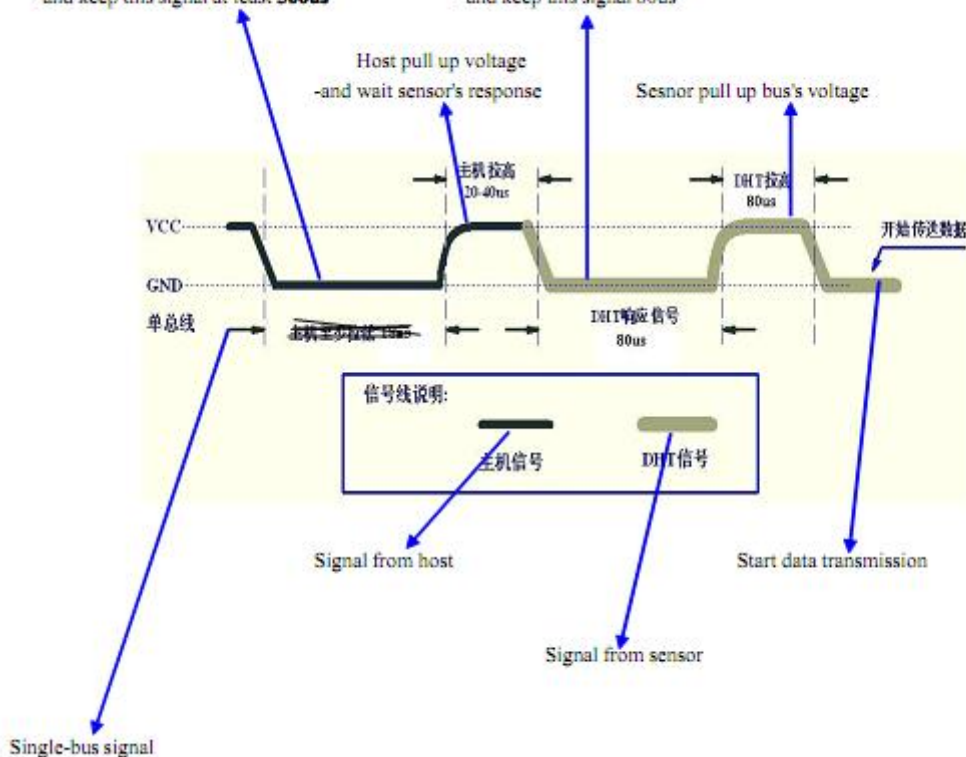 and keep this signal at least
and keep this signal 80us
Host pull up voltage
-and wait sensor's response
Sesnor pull up bus's voltage
主机拉高
20-40us
DHT拉高
80us
VCC
开始传送数据
GND
单总线
DHT响应信号
80us
信号线说明:
主机信号
DHT信号
Signal from host
Start data transmission
Signal from sensor
Single-bus signal